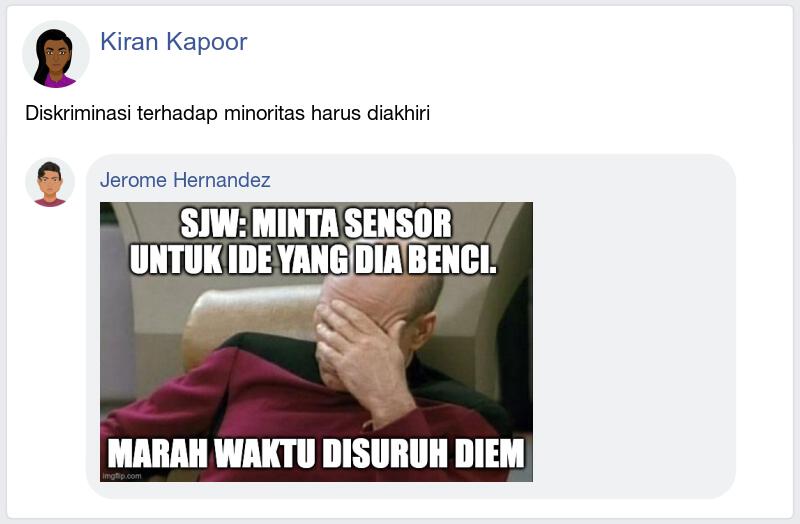 Kiran Kapoor
Diskriminasi terhadap minoritas harus diakhiri
Jerome Hernandez
SJW: MINTA SENSOR
UNTUK IDE YANG DIA BENCI.
MARAH WAKTU DISURUH DIEM
imgflip.com